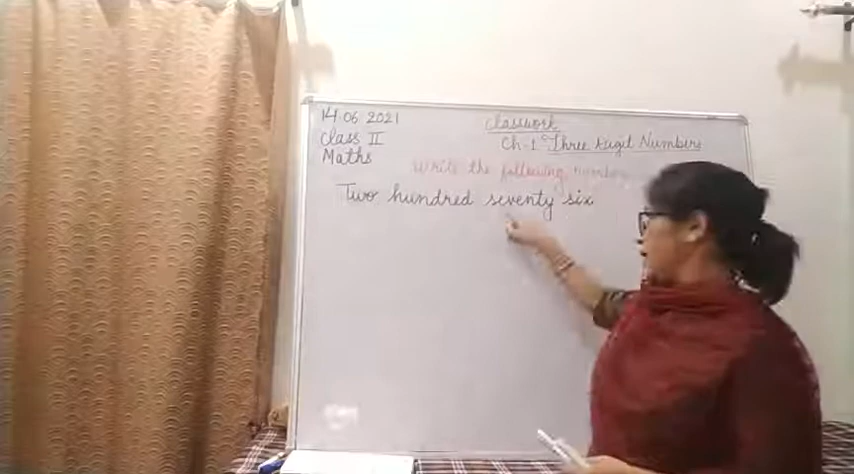 14.06.2021 Classwork
Class II Ch-1 Three Digit Numbers
Maths
Write the following number
Two hundred seventy six